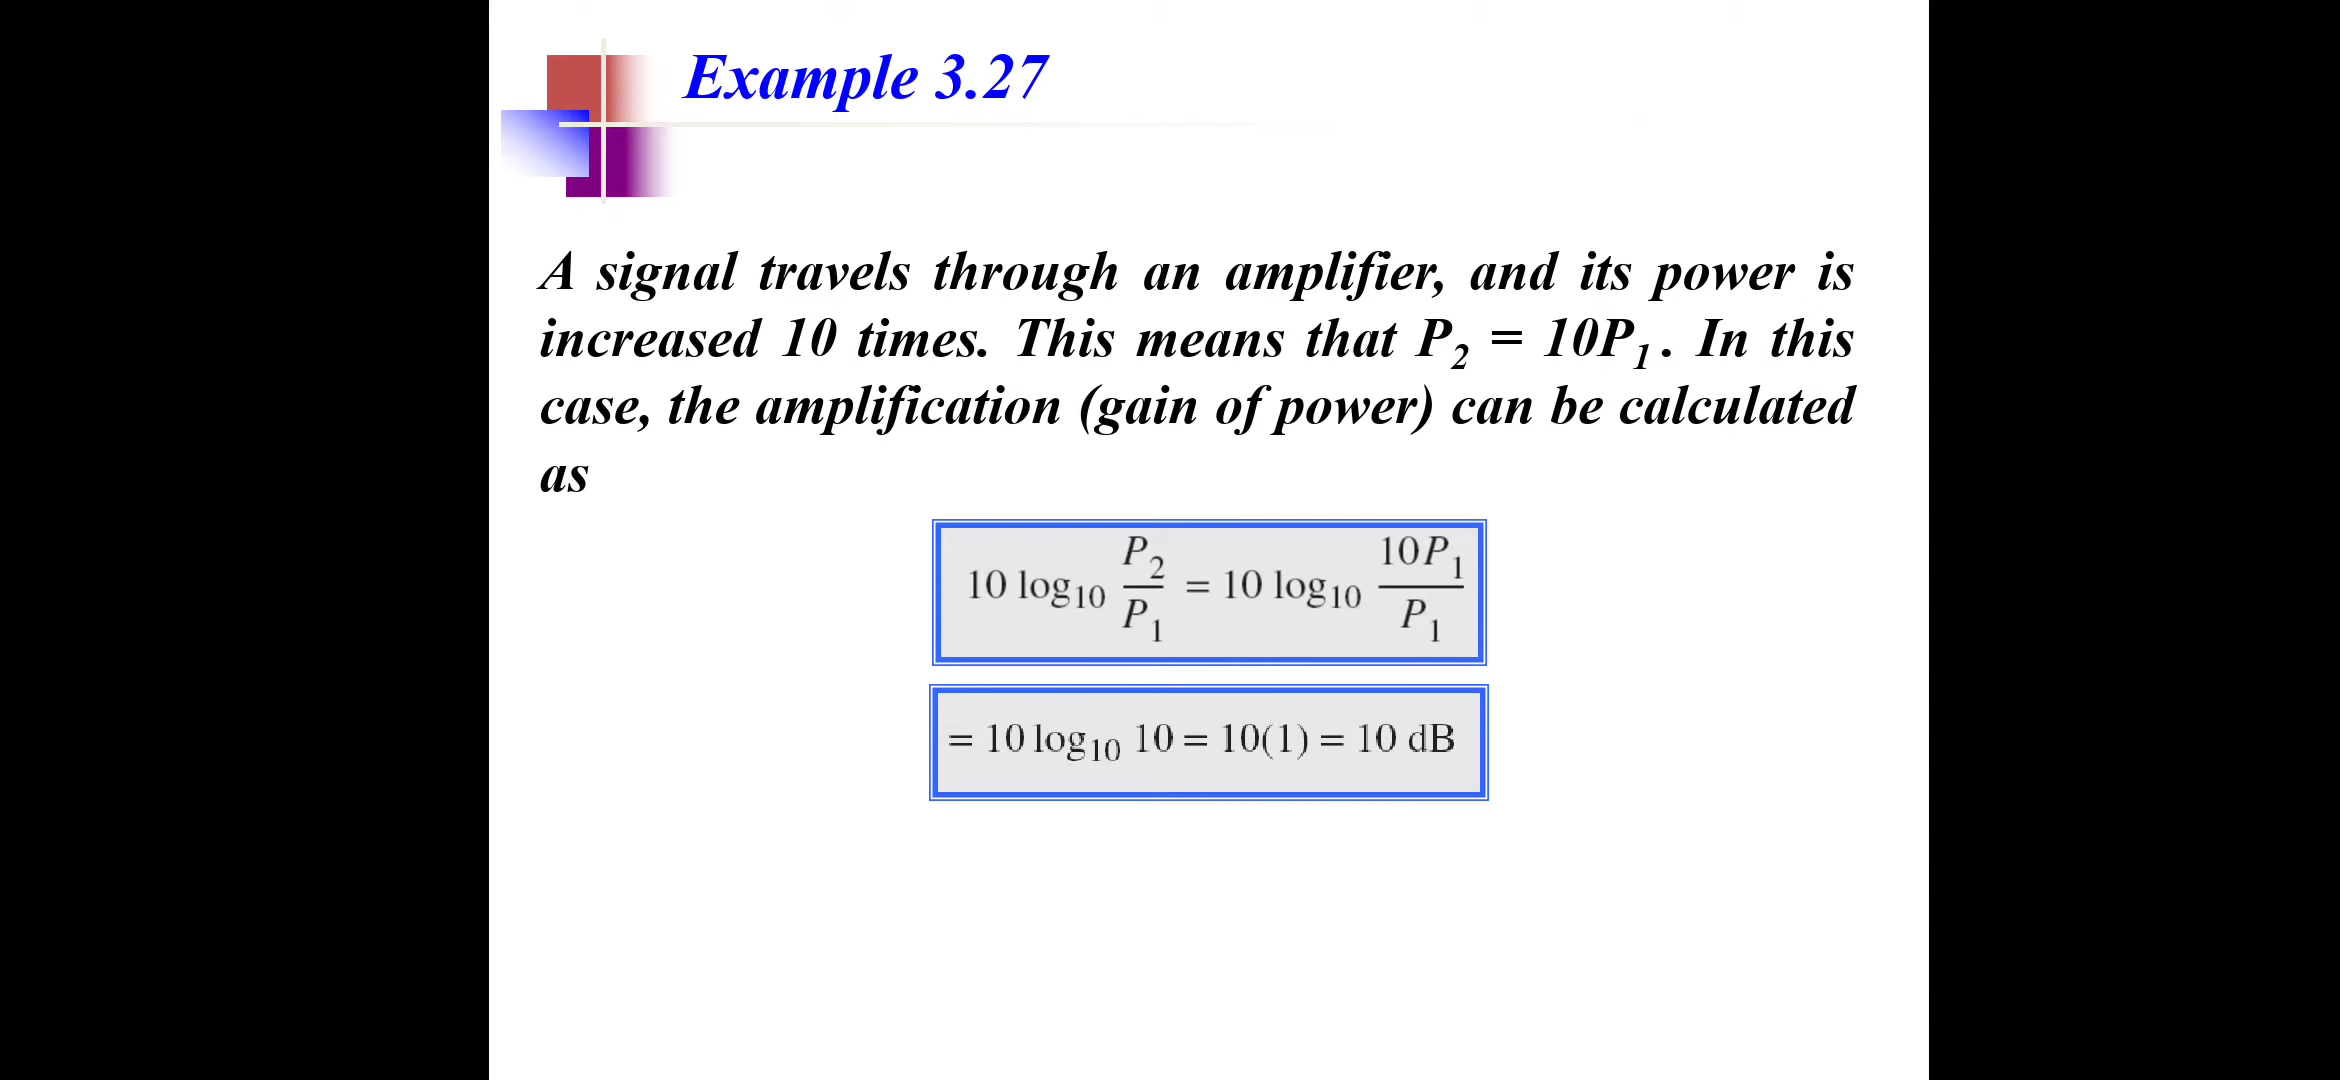 Example 3.27
A signal travels through an amplifier, and its power is
increased 10 times. This means that P₂ = 10P₁ . In this
case, the amplification (gain of power) can be calculated
as
10 log₁₀ P₂/P₁ = 10 log₁₀ 10P₁/P₁
= 10 log₁₀ 10 = 10(1) = 10 dB